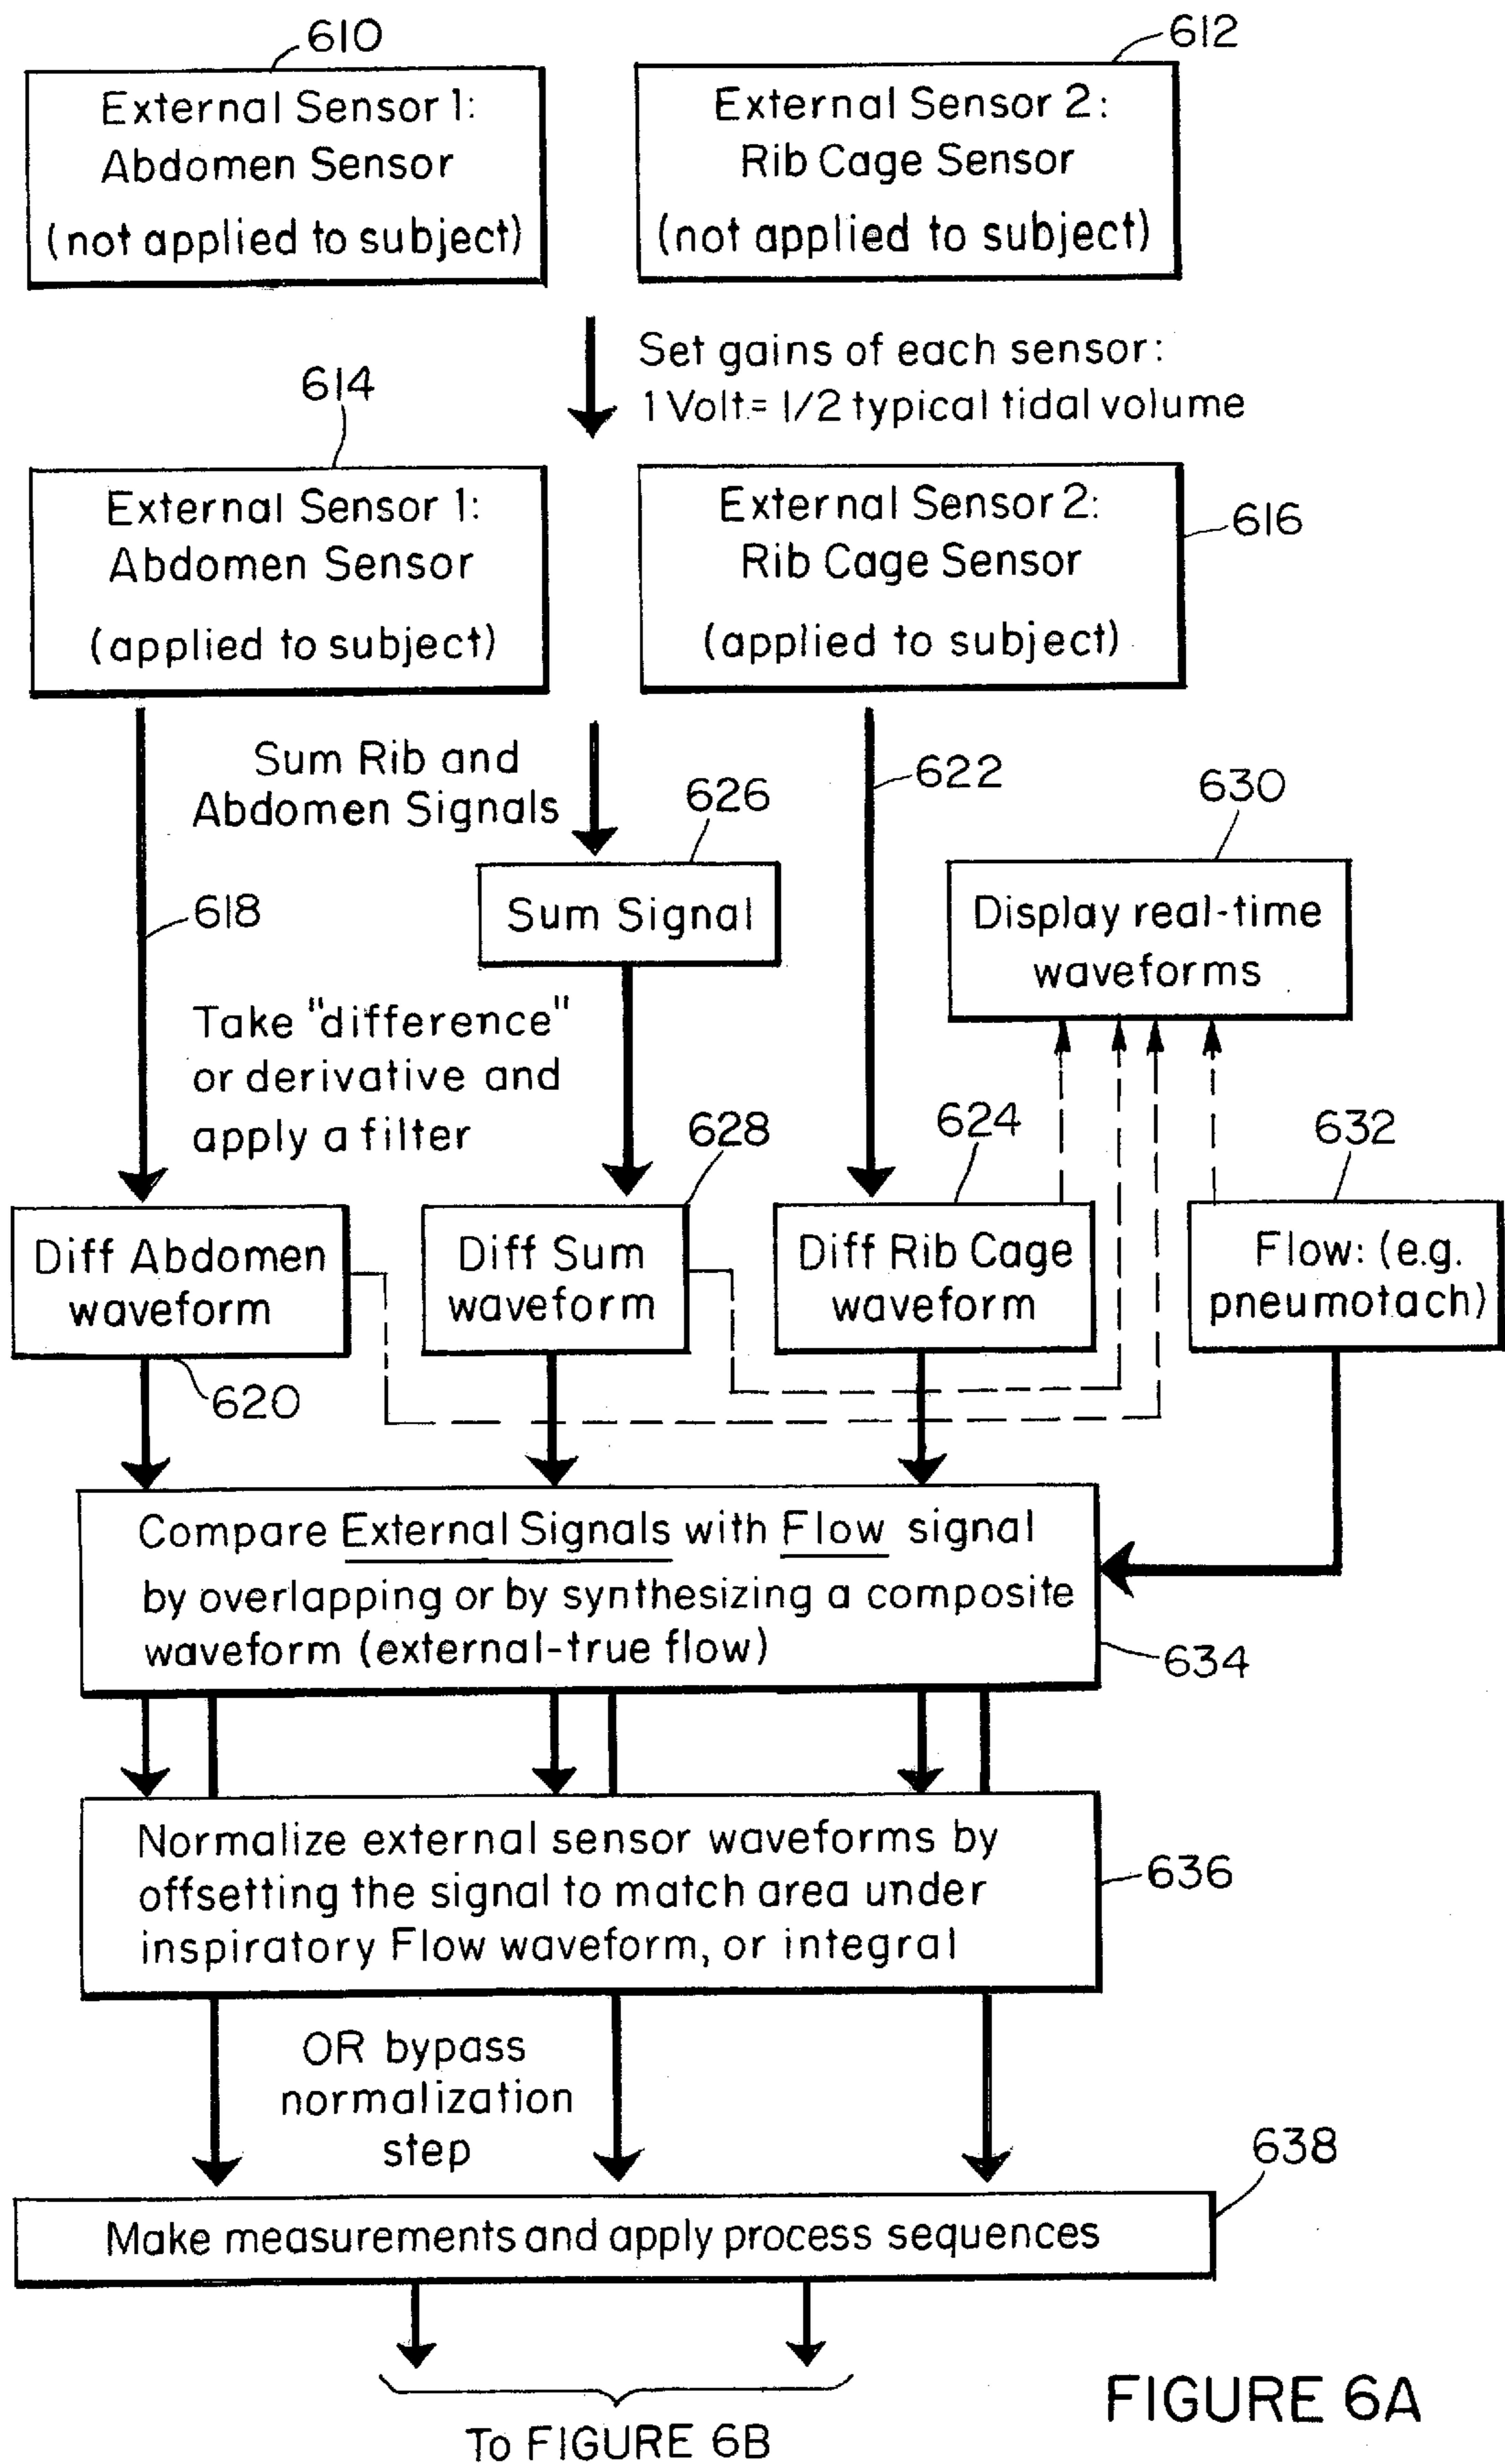 610
612
External Sensor 1:
Abdomen Sensor
(not applied to subject)
External Sensor 2:
Rib Cage Sensor
(not applied to subject)
Set gains of each sensor:
1 Volt = 1/2 typical tidal volume
614
External Sensor 1:
Abdomen Sensor
(applied to subject)
External Sensor 2:
Rib Cage Sensor
(applied to subject)
616
Sum Rib and
Abdomen Signals
622
626
630
618
Sum Signal
Display real-time
waveforms
Take "difference"
or derivative and
apply a filter
628
624
632
Diff Abdomen
waveform
Diff Sum
waveform
Diff Rib Cage
waveform
Flow: (e.g.
pneumotach)
620
Compare External Signals with Flow signal
by overlapping or by synthesizing a composite
waveform (external-true flow)
634
Normalize external sensor waveforms by
offsetting the signal to match area under
inspiratory Flow waveform, or integral
636
OR bypass
normalization
step
638
Make measurements and apply process sequences
FIGURE 6A
To FIGURE 6B